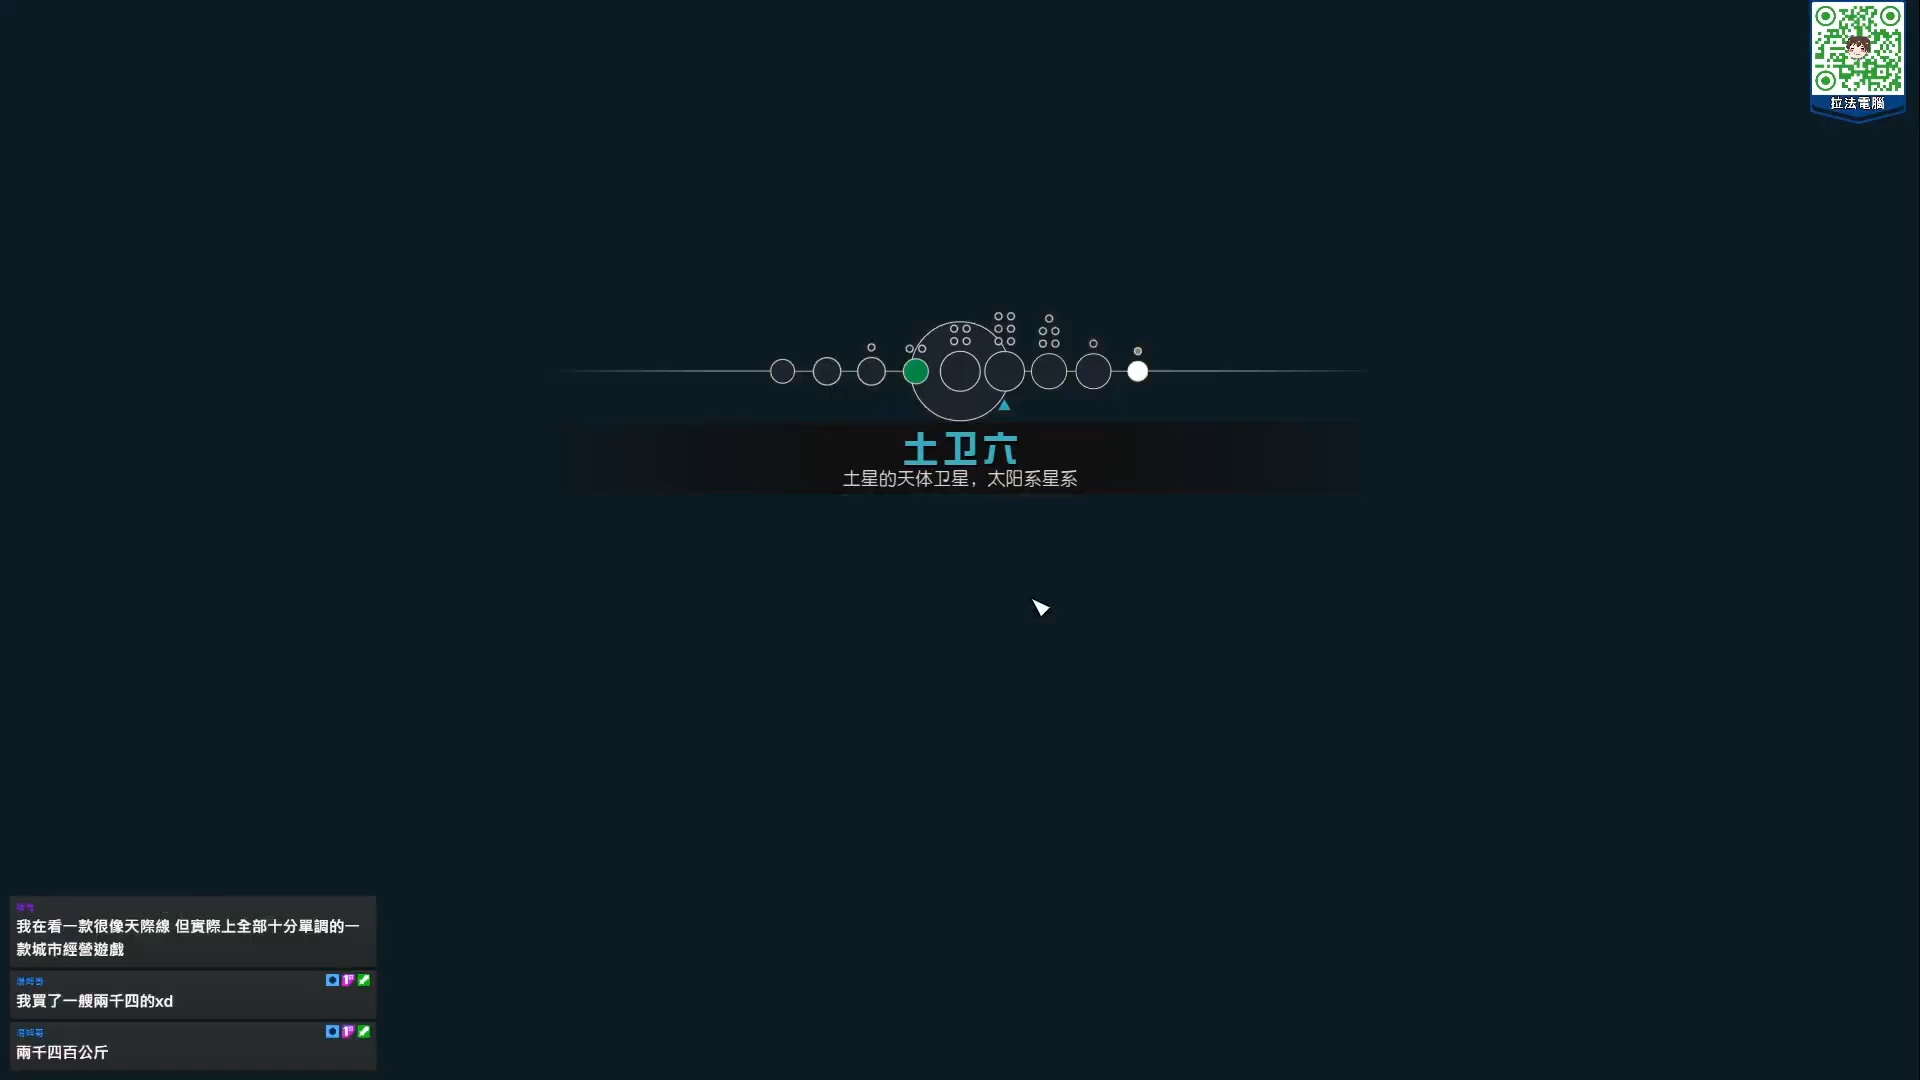 拉法電腦
土卫六
土星的天体卫星，太阳系星系
我在看一款很像天際線 但實際上全部十分單調的一
款城市經營遊戲
我買了一艘兩千四的xd
兩千四百公斤